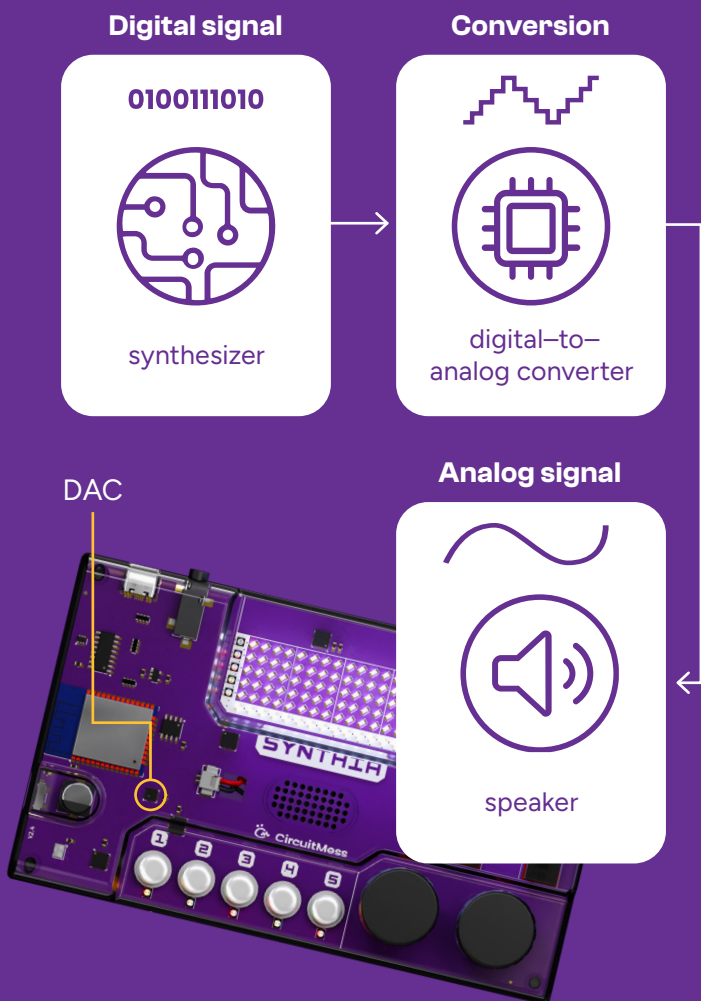 Digital signal
Conversion
0100111010
synthesizer
digital–to–
analog converter
DAC
Analog signal
speaker
SYNTHIA
CircuitMess
1 2 3 4 5